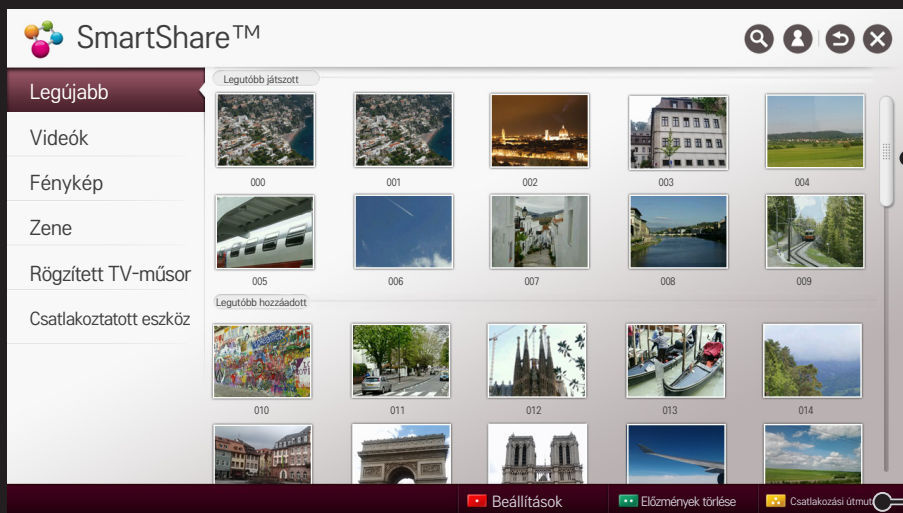 SmartShare™
Legújabb
Videók
Fénykép
Zene
Rögzített TV-műsor
Csatlakoztatott eszköz
Legutóbb játszott
000 001 002 003 004
005 006 007 008 009
Legutóbb hozzáadott
010 011 012 013 014
Beállítások Előzmények törlése Csatlakozási